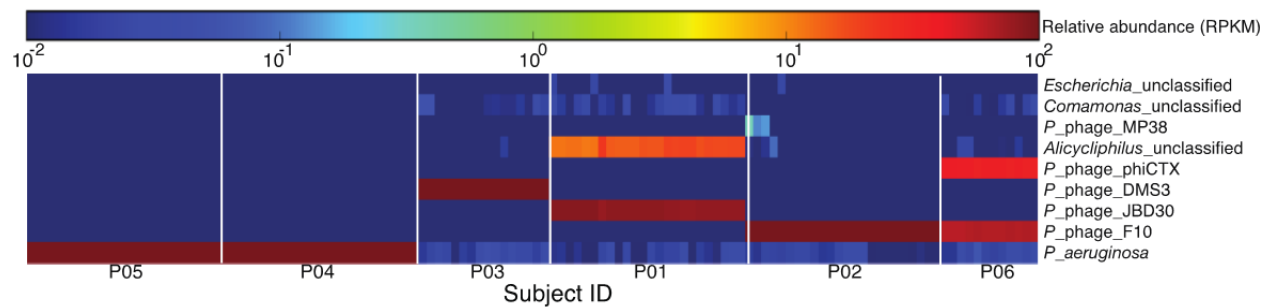 Relative abundance (RPKM)
10^-2 10^-1 10^0 10^1 10^2
Escherichia_unclassified
Comamonas_unclassified
P_phage_MP38
Alicycliphilus_unclassified
P_phage_phiCTX
P_phage_DMS3
P_phage_JBD30
P_phage_F10
P_aeruginosa
P05 P04 P03 P01 P02 P06
Subject ID